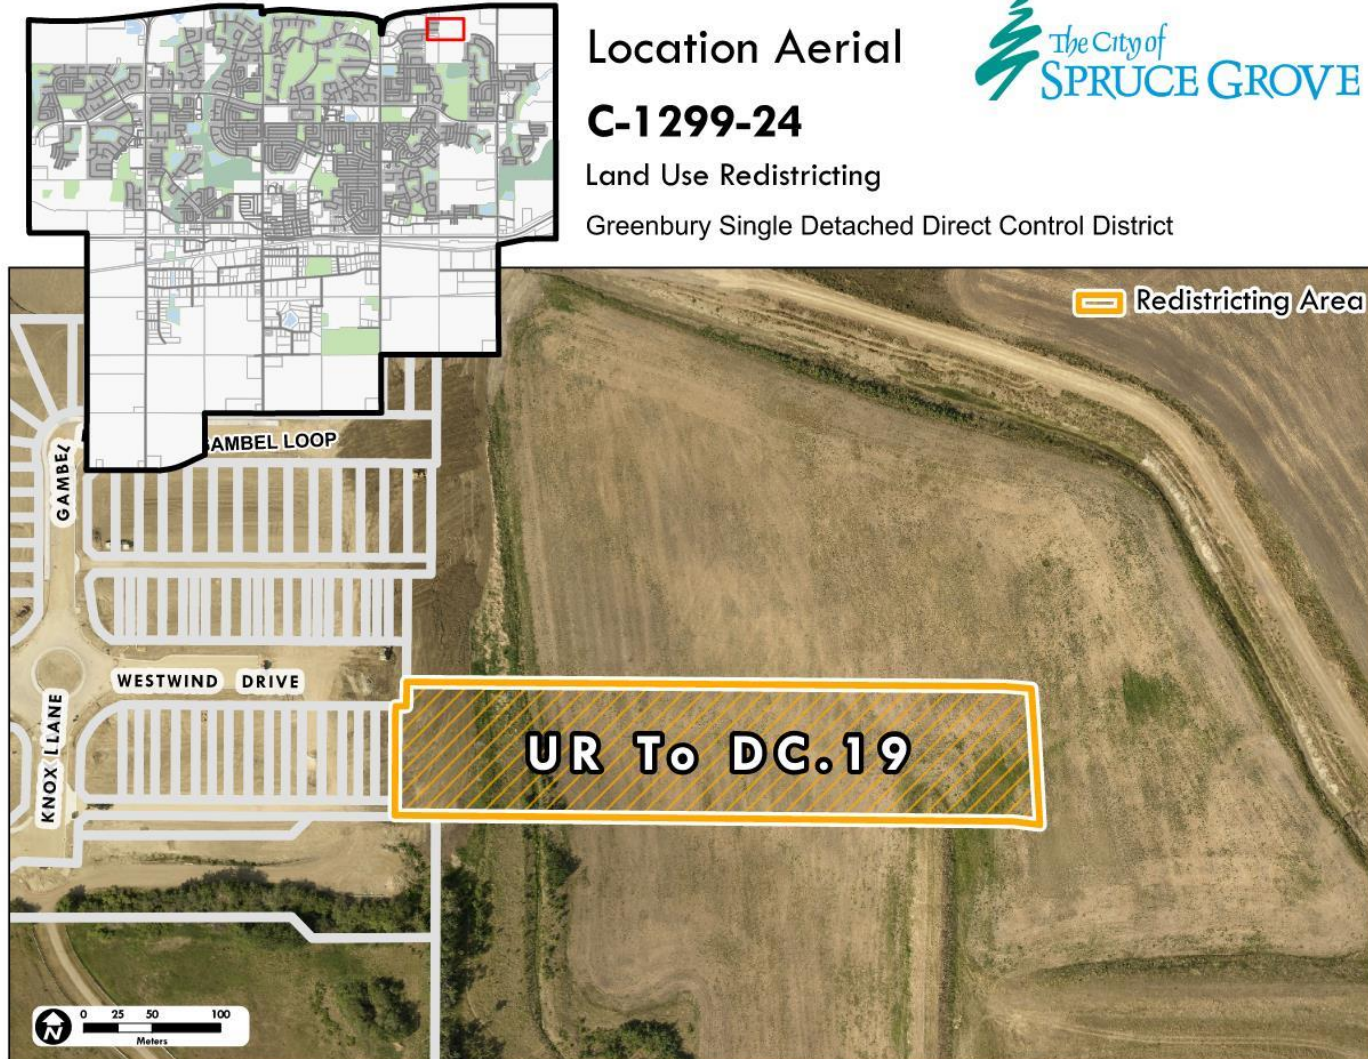 Location Aerial
The City of
SPRUCE GROVE
C-1299-24
Land Use Redistricting
Greenbury Single Detached Direct Control District
Redistricting Area
AMBEL LOOP
GAMBEL
WESTWIND DRIVE
KNOX LLANE
UR To DC.19
N
0 25 50 100
Meters